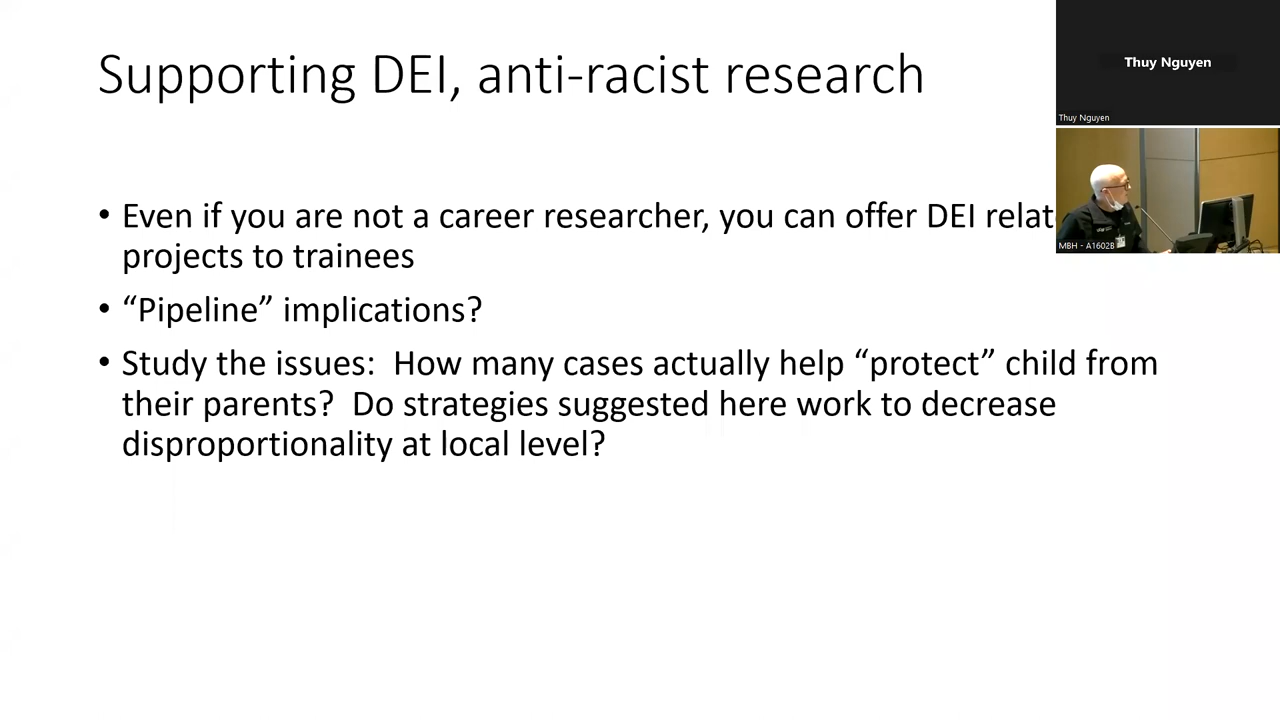 Supporting DEI, anti-racist research
Thuy Nguyen
Thuy Nguyen
• Even if you are not a career researcher, you can offer DEI relat
projects to trainees
MBH - A1602B
• “Pipeline” implications?
• Study the issues:  How many cases actually help “protect” child from
their parents?  Do strategies suggested here work to decrease
disproportionality at local level?